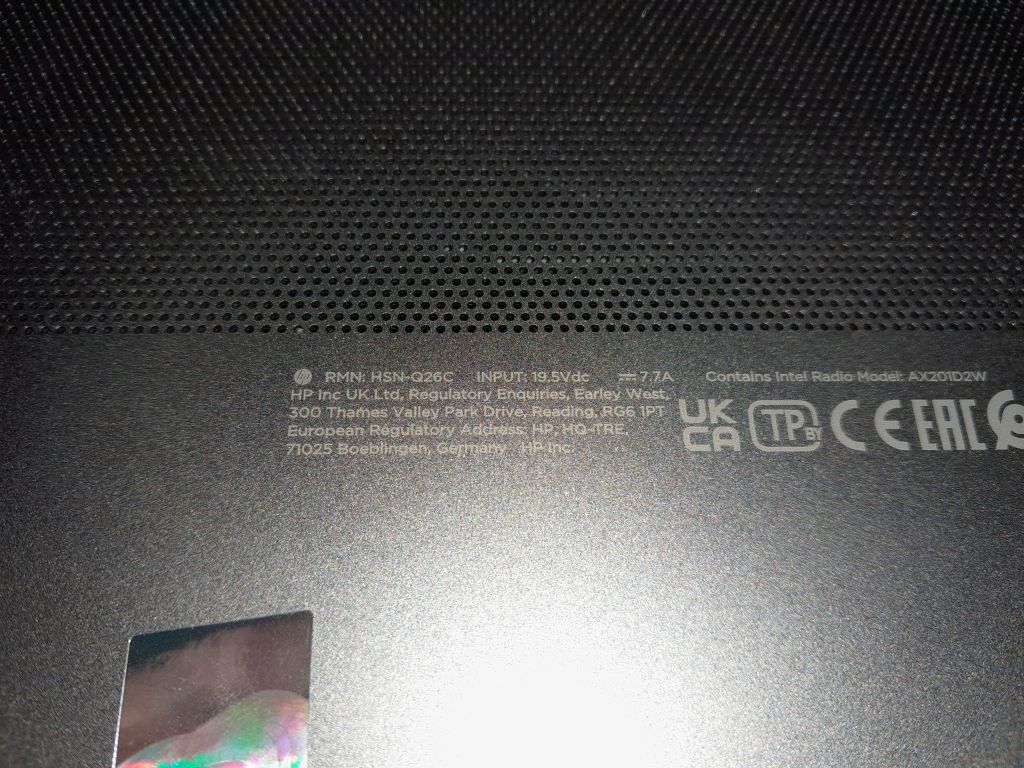 hp RMN: HSN-Q26C INPUT: 19.5Vdc ⎓ 7.7A Contains Intel Radio Model: AX201D2W
HP Inc UK Ltd, Regulatory Enquiries, Earley West,
300 Thames Valley Park Drive, Reading, RG6 1PT
European Regulatory Address: HP, HQ-TRE,
71025 Boeblingen, Germany HP Inc.
UK
CA
TP BY
CE
EAC